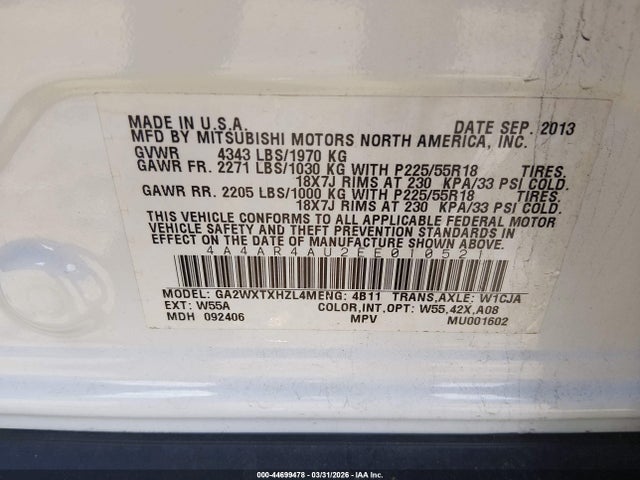 MADE IN U.S.A. DATE SEP. 2013
MFD BY MITSUBISHI MOTORS NORTH AMERICA, INC.
GVWR 4343 LBS/1970 KG
GAWR FR. 2271 LBS/1030 KG WITH P225/55R18 TIRES.
18X7J RIMS AT 230 KPA/33 PSI COLD.
GAWR RR. 2205 LBS/1000 KG WITH P225/55R18 TIRES.
18X7J RIMS AT 230 KPA/33 PSI COLD.
THIS VEHICLE CONFORMS TO ALL APPLICABLE FEDERAL MOTOR
VEHICLE SAFETY AND THEFT PREVENTION STANDARDS IN
EFFECT ON THE DATE OF MANUFACTURE SHOWN ABOVE.
4A4AR4AU2EE010521
MODEL: GA2WXTXHZL4M ENG: 4B11 TRANS,AXLE: W1CJA
EXT: W55A COLOR,INT,OPT: W55,42X,A08
MDH 092406 MPV MU001602
000-44699478 - 03/31/2026 - IAA Inc.